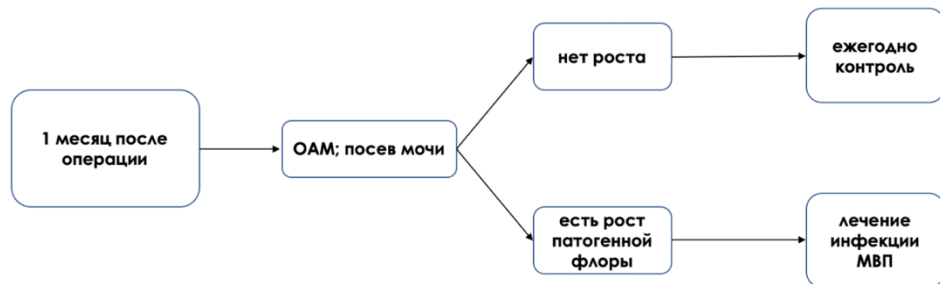 1 месяц после
операции
ОАМ; посев мочи
нет роста
ежегодно
контроль
есть рост
патогенной
флоры
лечение
инфекции
МВП